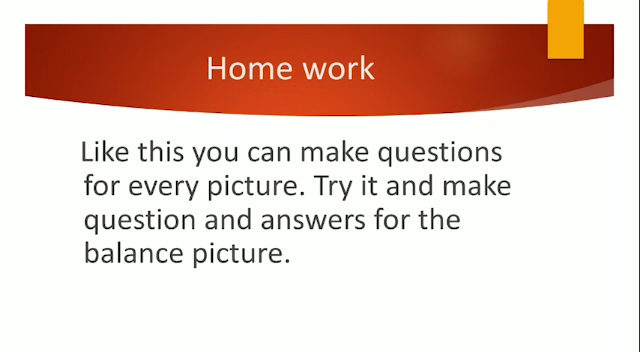 Home work
Like this you can make questions
for every picture. Try it and make
question and answers for the
balance picture.